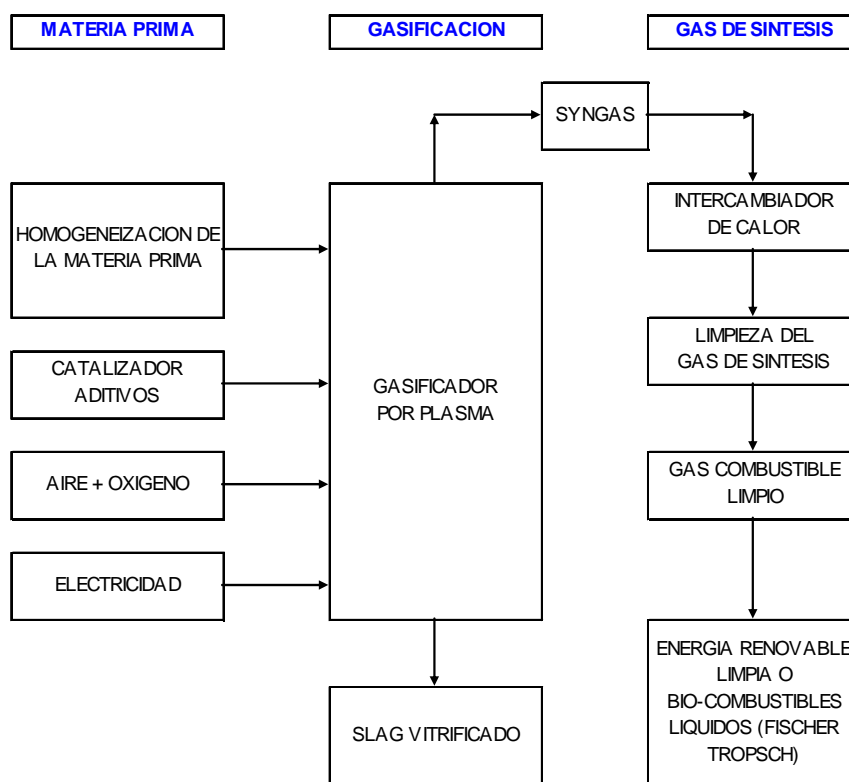 MATERIA PRIMA
GASIFICACION
GAS DE SINTESIS
SYNGAS
HOMOGENEIZACION DE
LA MATERIA PRIMA
CATALIZADOR
ADITIVOS
AIRE + OXIGENO
ELECTRICIDAD
GASIFICADOR
POR PLASMA
SLAG VITRIFICADO
INTERCAMBIADOR
DE CALOR
LIMPIEZA DEL
GAS DE SINTESIS
GAS COMBUSTIBLE
LIMPIO
ENERGIA RENOVABLE
LIMPIA O
BIO-COMBUSTIBLES
LIQUIDOS (FISCHER
TROPSCH)